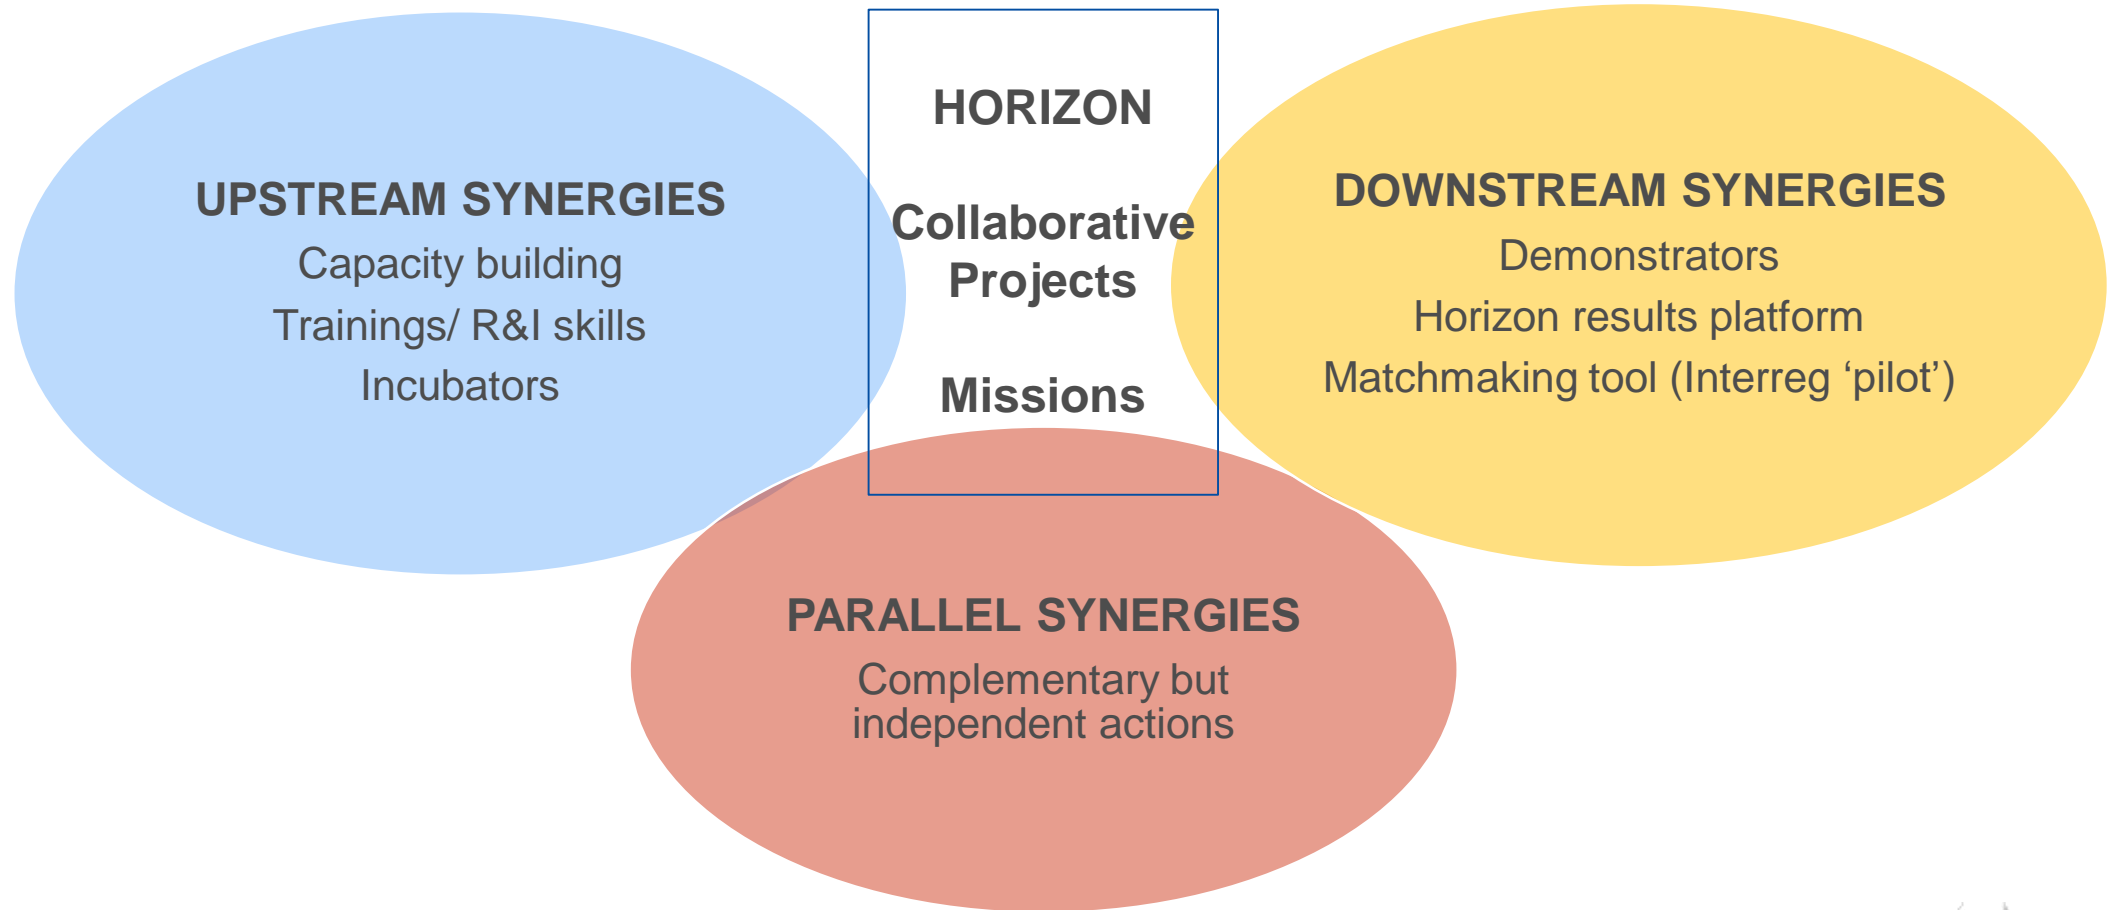 UPSTREAM SYNERGIES
Capacity building
Trainings/ R&I skills
Incubators
HORIZON
Collaborative
Projects
Missions
DOWNSTREAM SYNERGIES
Demonstrators
Horizon results platform
Matchmaking tool (Interreg ‘pilot’)
PARALLEL SYNERGIES
Complementary but
independent actions